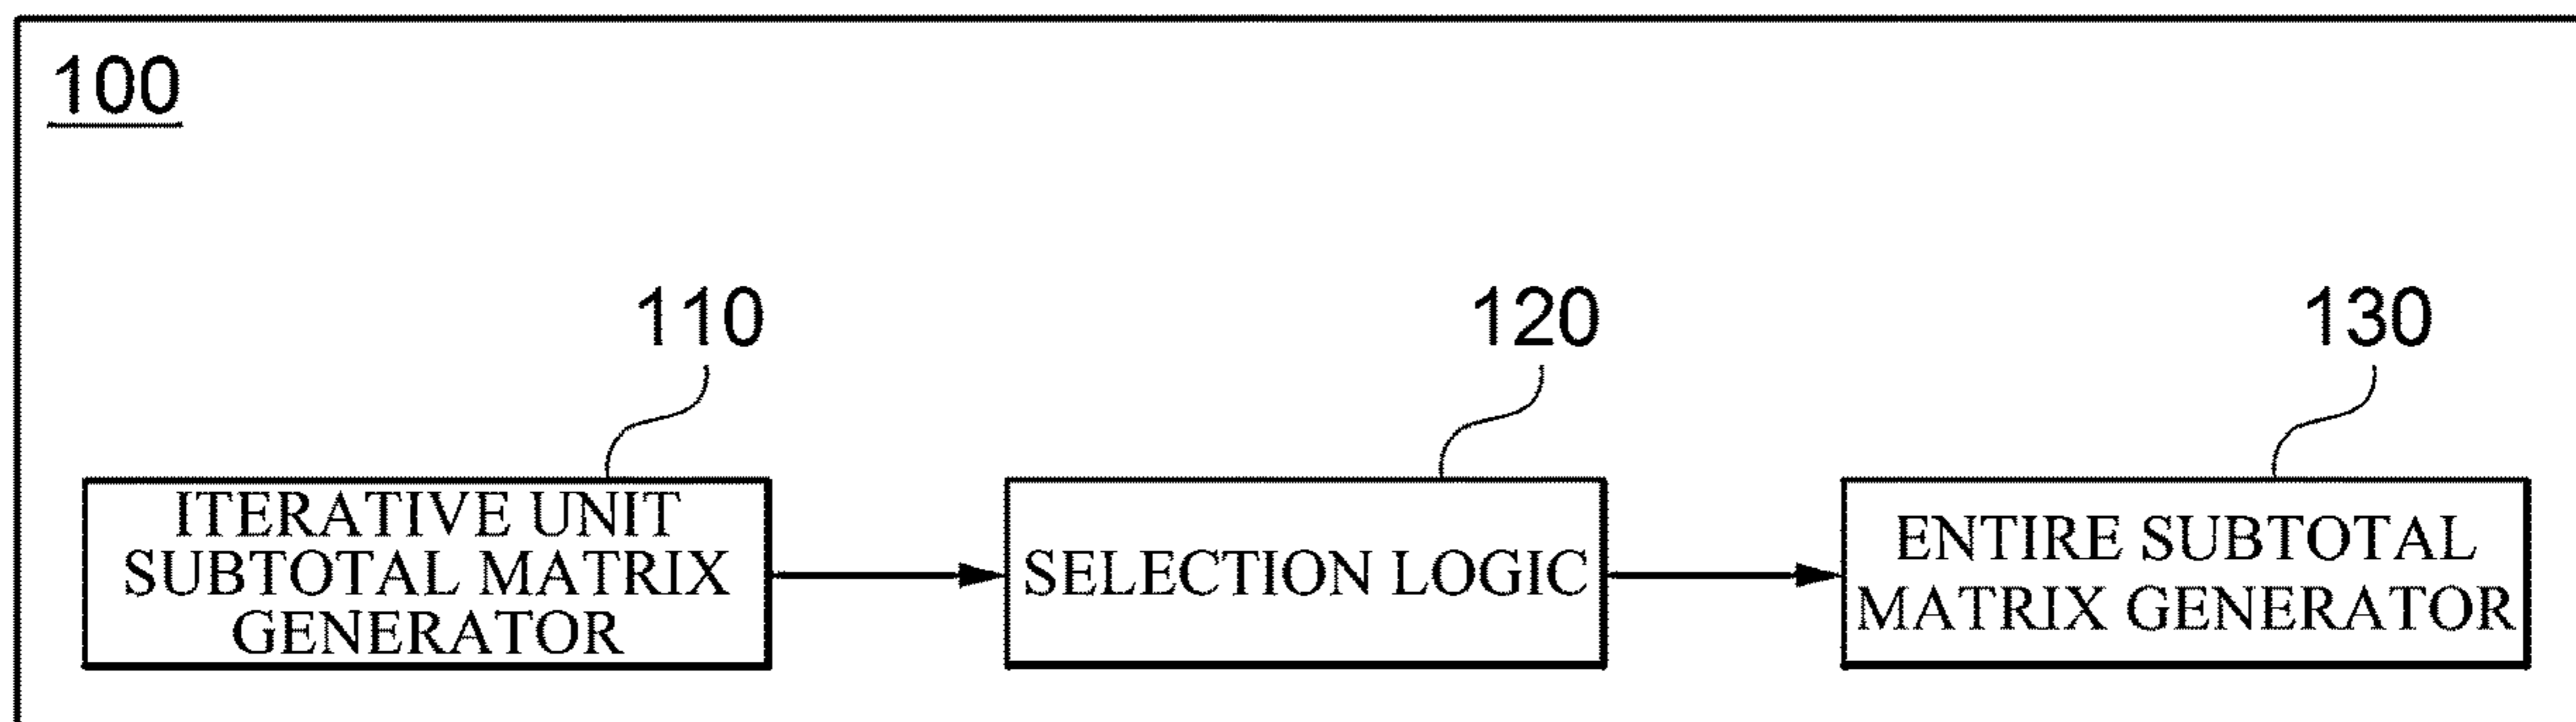 100
110
120
130
ITERATIVE UNIT
SUBTOTAL MATRIX
GENERATOR
SELECTION LOGIC
ENTIRE SUBTOTAL
MATRIX GENERATOR